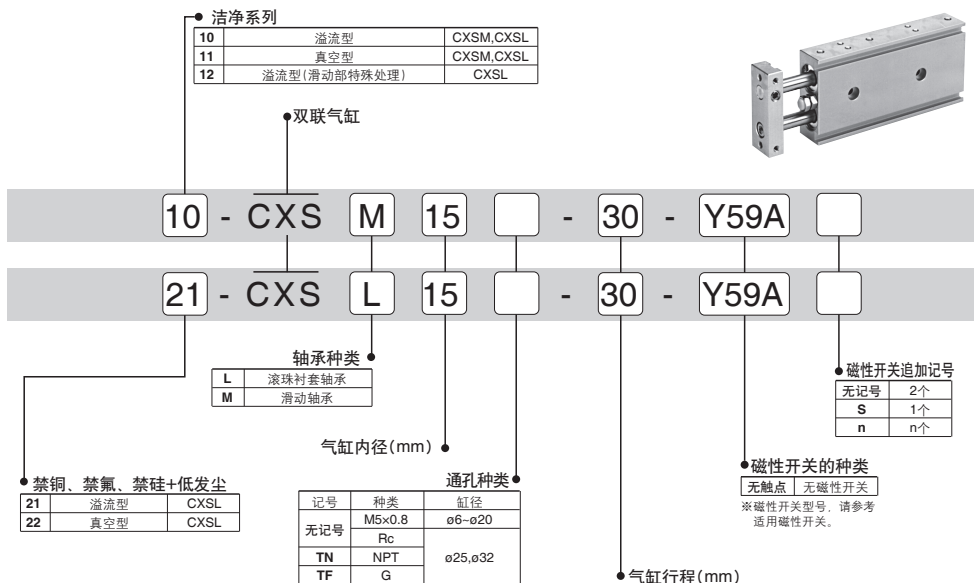 洁净系列
10 溢流型 CXSM,CXSL
11 真空型 CXSM,CXSL
12 溢流型(滑动部特殊处理) CXSL
双联气缸
10 - CXS M 15 - 30 - Y59A
21 - CXS L 15 - 30 - Y59A
轴承种类
L 滚珠衬套轴承
M 滑动轴承
磁性开关追加记号
无记号 2个
S 1个
n n个
气缸内径(mm)
禁铜、禁氟、禁硅+低发尘
21 溢流型 CXSL
22 真空型 CXSL
通孔种类
记号 种类 缸径
无记号 M5×0.8 ø6~ø20
Rc ø25,ø32
TN NPT
TF G
磁性开关的种类
无触点 无磁性开关
※磁性开关型号，请参考
适用磁性开关。
气缸行程(mm)